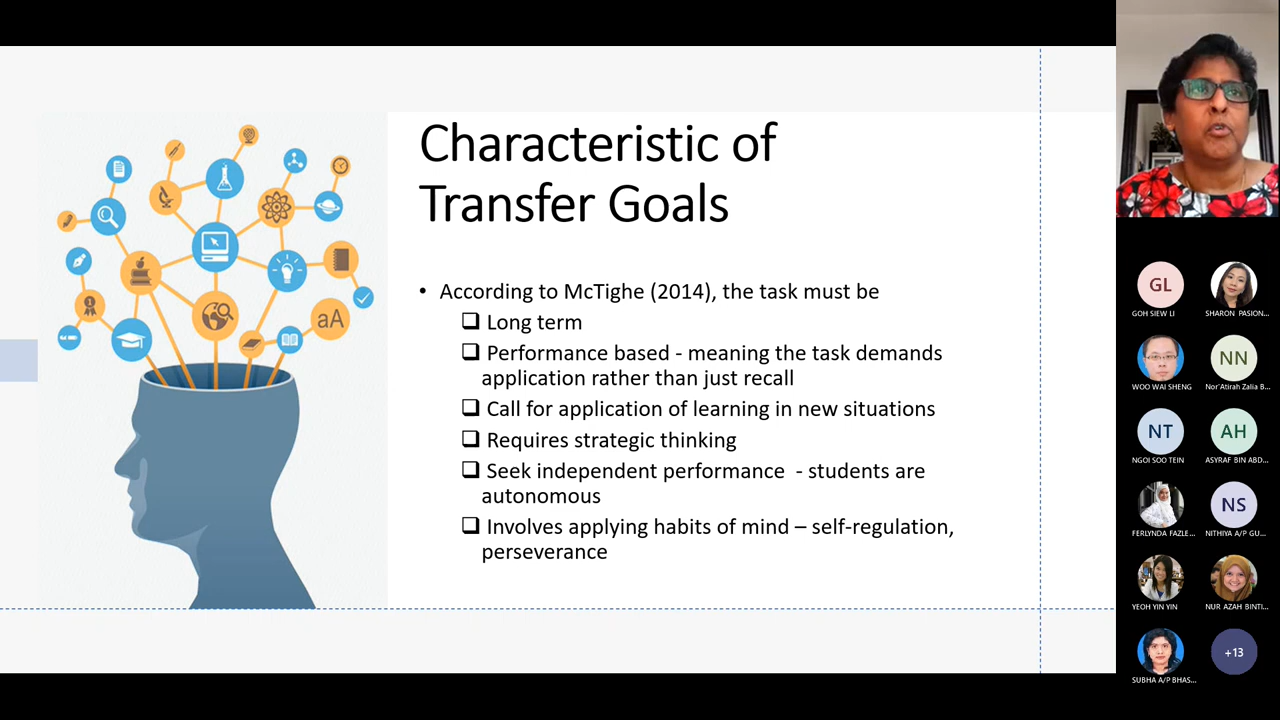 Characteristic of
Transfer Goals
• According to McTighe (2014), the task must be
❑ Long term
❑ Performance based - meaning the task demands
application rather than just recall
❑ Call for application of learning in new situations
❑ Requires strategic thinking
❑ Seek independent performance - students are
autonomous
❑ Involves applying habits of mind – self-regulation,
perseverance
aA
GL
GOH SIEW LI
SHARON PASION...
WOO WAI SHENG
NN
Nor'Atirah Zalia B...
NT
NGOI SOO TEIN
AH
ASYRAF BIN ABD...
FERLYNDA FAZLE...
NS
NITHIYA A/P GU...
YEOH YIN YIN
NUR AZAH BINTI...
SUBHA A/P BHAS...
+13